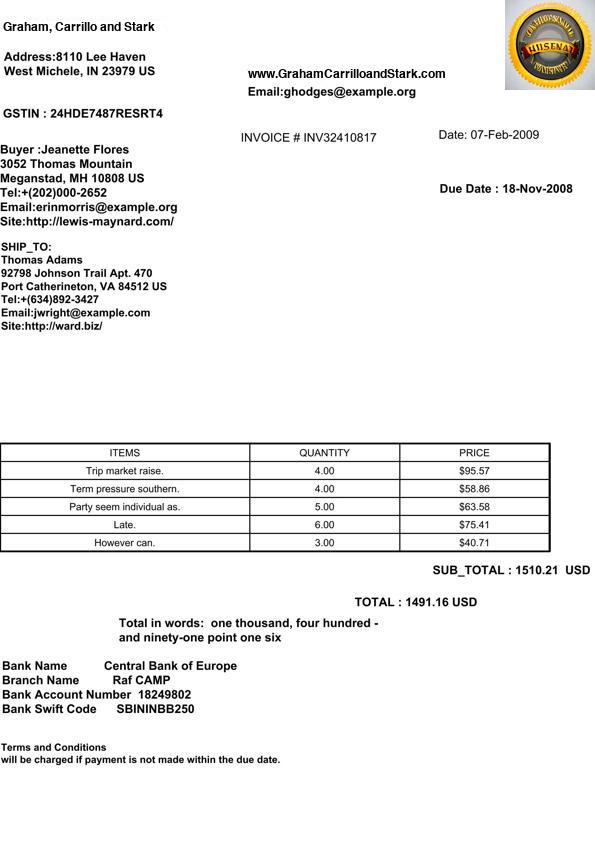 Graham, Carrillo and Stark
Address:8110 Lee Haven
West Michele, IN 23979 US
www.GrahamCarrilloandStark.com
Email:ghodges@example.org
GSTIN : 24HDE7487RESRT4
INVOICE # INV32410817
Date: 07-Feb-2009
Buyer :Jeanette Flores
3052 Thomas Mountain
Meganstad, MH 10808 US
Tel:+(202)000-2652
Email:erinmorris@example.org
Site:http://lewis-maynard.com/
Due Date : 18-Nov-2008
SHIP_TO:
Thomas Adams
92798 Johnson Trail Apt. 470
Port Catherineton, VA 84512 US
Tel:+(634)892-3427
Email:jwright@example.com
Site:http://ward.biz/
ITEMS QUANTITY PRICE
Trip market raise. 4.00 $95.57
Term pressure southern. 4.00 $58.86
Party seem individual as. 5.00 $63.58
Late. 6.00 $75.41
However can. 3.00 $40.71
SUB_TOTAL : 1510.21 USD
TOTAL : 1491.16 USD
Total in words: one thousand, four hundred -
and ninety-one point one six
Bank Name Central Bank of Europe
Branch Name Raf CAMP
Bank Account Number 18249802
Bank Swift Code SBININBB250
Terms and Conditions
will be charged if payment is not made within the due date.